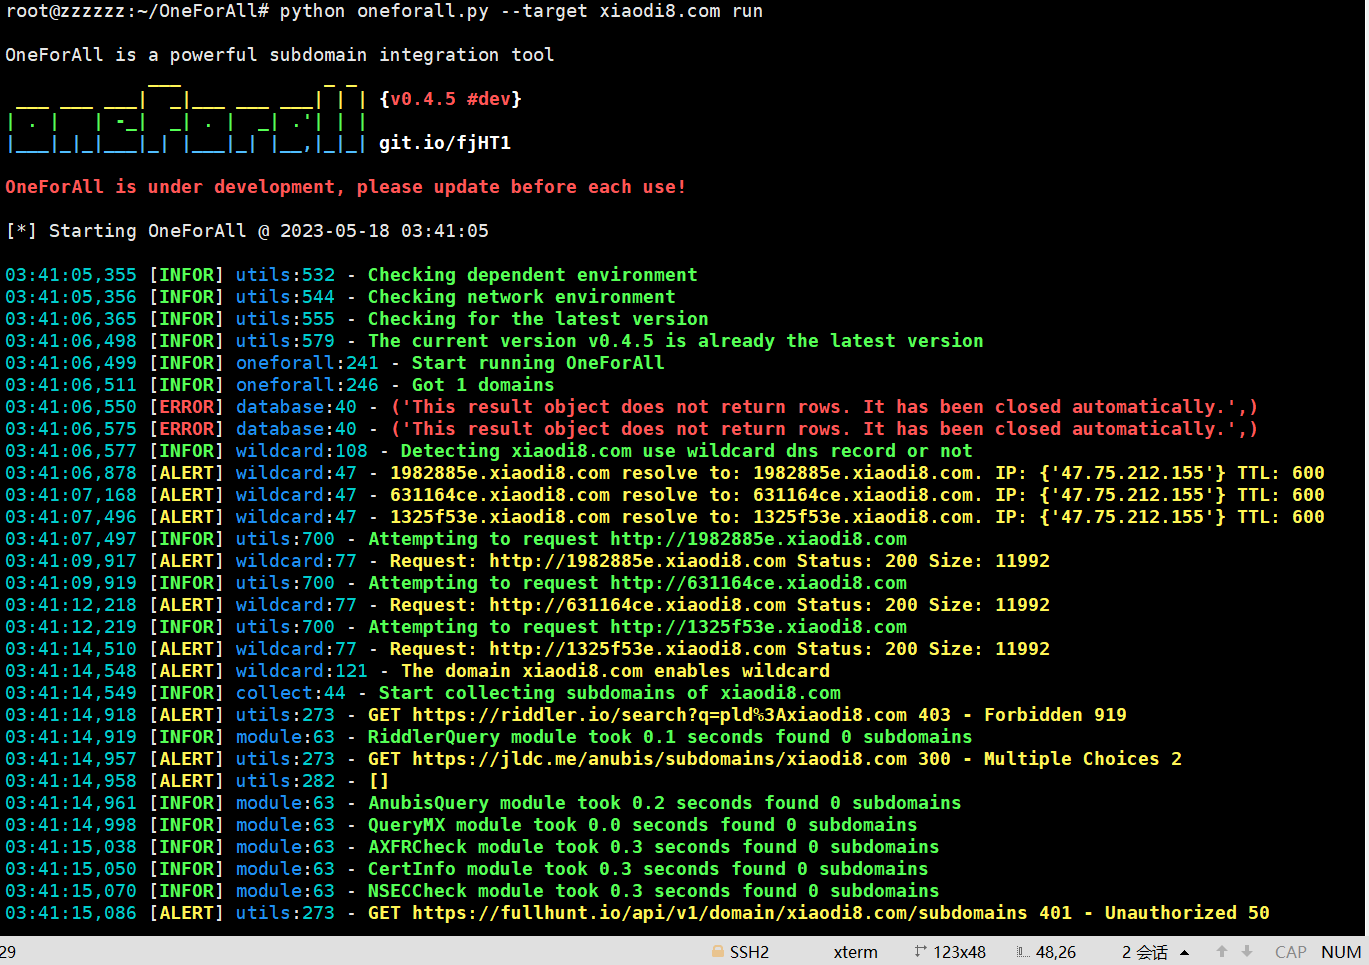 root@zzzzzz:~/OneForAll# python oneforall.py --target xiaodi8.com run
OneForAll is a powerful subdomain integration tool
             ___             _ _
 ___ ___ ___|  _|___ ___ ___| | | {v0.4.5 #dev}
| . |   | -_|  _| . |  _| .'| | |
|___|_|_|___|_| |___|_| |__,|_|_| git.io/fjHT1
OneForAll is under development, please update before each use!
[*] Starting OneForAll @ 2023-05-18 03:41:05
03:41:05,355 [INFOR] utils:532 - Checking dependent environment
03:41:05,356 [INFOR] utils:544 - Checking network environment
03:41:06,365 [INFOR] utils:555 - Checking for the latest version
03:41:06,498 [INFOR] utils:579 - The current version v0.4.5 is already the latest version
03:41:06,499 [INFOR] oneforall:241 - Start running OneForAll
03:41:06,511 [INFOR] oneforall:246 - Got 1 domains
03:41:06,550 [ERROR] database:40 - ('This result object does not return rows. It has been closed automatically.',)
03:41:06,575 [ERROR] database:40 - ('This result object does not return rows. It has been closed automatically.',)
03:41:06,577 [INFOR] wildcard:108 - Detecting xiaodi8.com use wildcard dns record or not
03:41:06,878 [ALERT] wildcard:47 - 1982885e.xiaodi8.com resolve to: 1982885e.xiaodi8.com. IP: {'47.75.212.155'} TTL: 600
03:41:07,168 [ALERT] wildcard:47 - 631164ce.xiaodi8.com resolve to: 631164ce.xiaodi8.com. IP: {'47.75.212.155'} TTL: 600
03:41:07,496 [ALERT] wildcard:47 - 1325f53e.xiaodi8.com resolve to: 1325f53e.xiaodi8.com. IP: {'47.75.212.155'} TTL: 600
03:41:07,497 [INFOR] utils:700 - Attempting to request http://1982885e.xiaodi8.com
03:41:09,917 [ALERT] wildcard:77 - Request: http://1982885e.xiaodi8.com Status: 200 Size: 11992
03:41:09,919 [INFOR] utils:700 - Attempting to request http://631164ce.xiaodi8.com
03:41:12,218 [ALERT] wildcard:77 - Request: http://631164ce.xiaodi8.com Status: 200 Size: 11992
03:41:12,219 [INFOR] utils:700 - Attempting to request http://1325f53e.xiaodi8.com
03:41:14,510 [ALERT] wildcard:77 - Request: http://1325f53e.xiaodi8.com Status: 200 Size: 11992
03:41:14,548 [ALERT] wildcard:121 - The domain xiaodi8.com enables wildcard
03:41:14,549 [INFOR] collect:44 - Start collecting subdomains of xiaodi8.com
03:41:14,918 [ALERT] utils:273 - GET https://riddler.io/search?q=pld%3Axiaodi8.com 403 - Forbidden 919
03:41:14,919 [INFOR] module:63 - RiddlerQuery module took 0.1 seconds found 0 subdomains
03:41:14,957 [ALERT] utils:273 - GET https://jldc.me/anubis/subdomains/xiaodi8.com 300 - Multiple Choices 2
03:41:14,958 [ALERT] utils:282 - []
03:41:14,961 [INFOR] module:63 - AnubisQuery module took 0.2 seconds found 0 subdomains
03:41:14,998 [INFOR] module:63 - QueryMX module took 0.0 seconds found 0 subdomains
03:41:15,038 [INFOR] module:63 - AXFRCheck module took 0.3 seconds found 0 subdomains
03:41:15,050 [INFOR] module:63 - CertInfo module took 0.3 seconds found 0 subdomains
03:41:15,070 [INFOR] module:63 - NSECCheck module took 0.3 seconds found 0 subdomains
03:41:15,086 [ALERT] utils:273 - GET https://fullhunt.io/api/v1/domain/xiaodi8.com/subdomains 401 - Unauthorized 50
29 SSH2 xterm 123x48 48,26 2 会话 CAP NUM